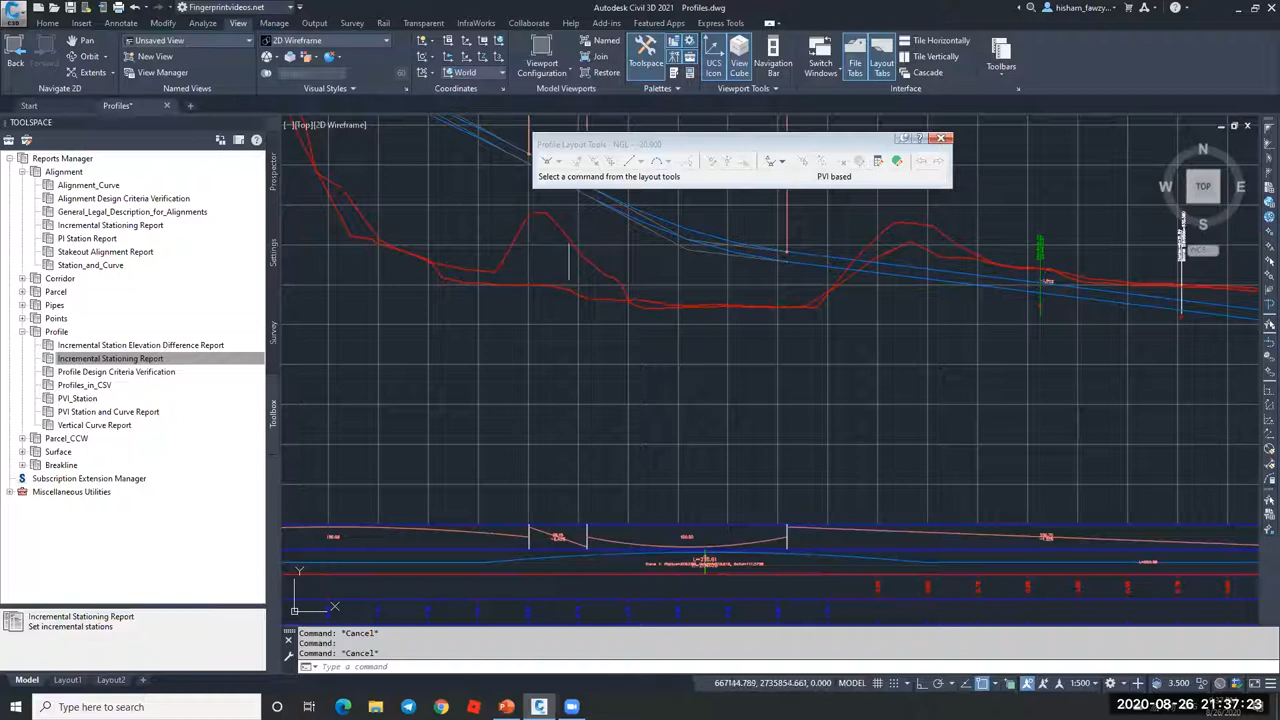 C3D
Fingerprintvideos.net
Autodesk Civil 3D 2021 Profiles.dwg
hisham_fawzy...
Home
Insert
Annotate
Modify
Analyze
View
Manage
Output
Survey
Rail
Transparent
InfraWorks
Collaborate
Help
Add-ins
Featured Apps
Express Tools
Back
Forward
Pan
Orbit
Extents
Navigate 2D
Unsaved View
New View
View Manager
Named Views
2D Wireframe
60
Visual Styles
World
Coordinates
Viewport
Configuration
Named
Join
Restore
Model Viewports
Toolspace
Palettes
UCS
Icon
View
Cube
Navigation
Bar
Viewport Tools
Switch
Windows
File
Tabs
Layout
Tabs
Tile Horizontally
Tile Vertically
Cascade
Interface
Toolbars
Start
Profiles*
TOOLSPACE
Reports Manager
Alignment
Alignment_Curve
Alignment Design Criteria Verification
General_Legal_Description_for_Alignments
Incremental Stationing Report
PI Station Report
Stakeout Alignment Report
Station_and_Curve
Corridor
Parcel
Pipes
Points
Profile
Incremental Station Elevation Difference Report
Incremental Stationing Report
Profile Design Criteria Verification
Profiles_in_CSV
PVI_Station
PVI Station and Curve Report
Vertical Curve Report
Parcel_CCW
Surface
Breakline
Subscription Extension Manager
Miscellaneous Utilities
Prospector
Settings
Survey
Toolbox
Incremental Stationing Report
Set incremental stations
[−][Top][2D Wireframe]
Profile Layout Tools - NGL - -20.900
Select a command from the layout tools
PVI based
N
W
TOP
E
S
WCS
Y
X
Command: *Cancel*
Command:
Command: *Cancel*
Type a command
Model
Layout1
Layout2
667144.789, 2735854.661, 0.000
MODEL
1:500
3.500
Type here to search
2020-08-26 21:37:23